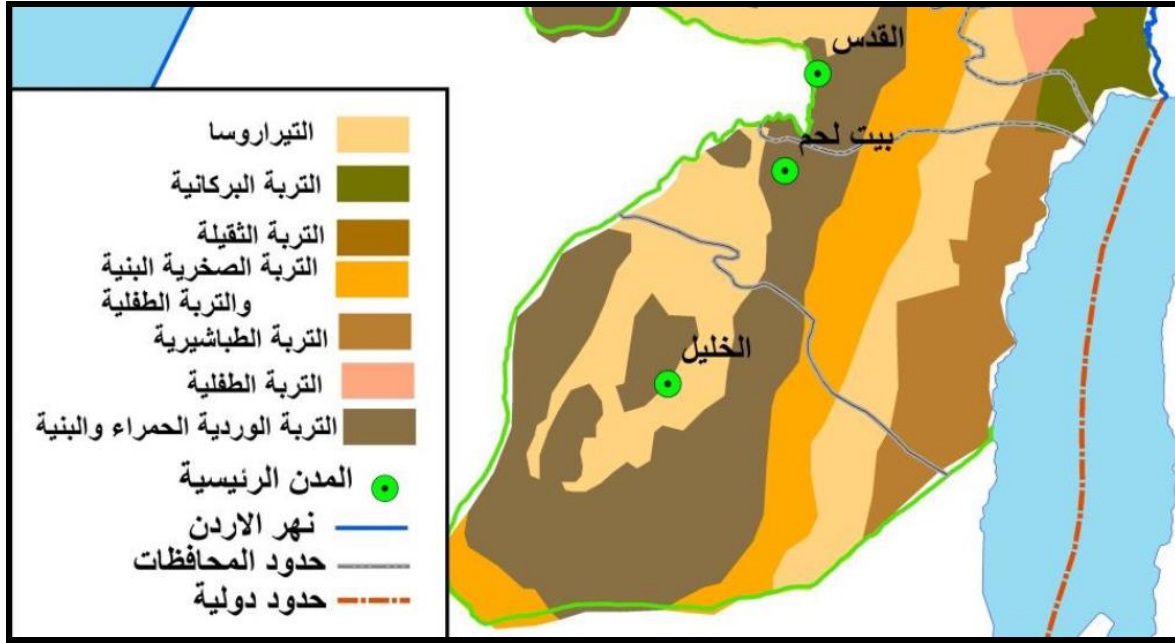 القدس
بيت لحم
الخليل
التيراروسا
التربة البركانية
التربة الثقيلة
التربة الصخرية البنية
والتربة الطفلية
التربة الطباشيرية
التربة الطفلية
التربة الوردية الحمراء والبنية
المدن الرئيسية
نهر الاردن
حدود المحافظات
حدود دولية